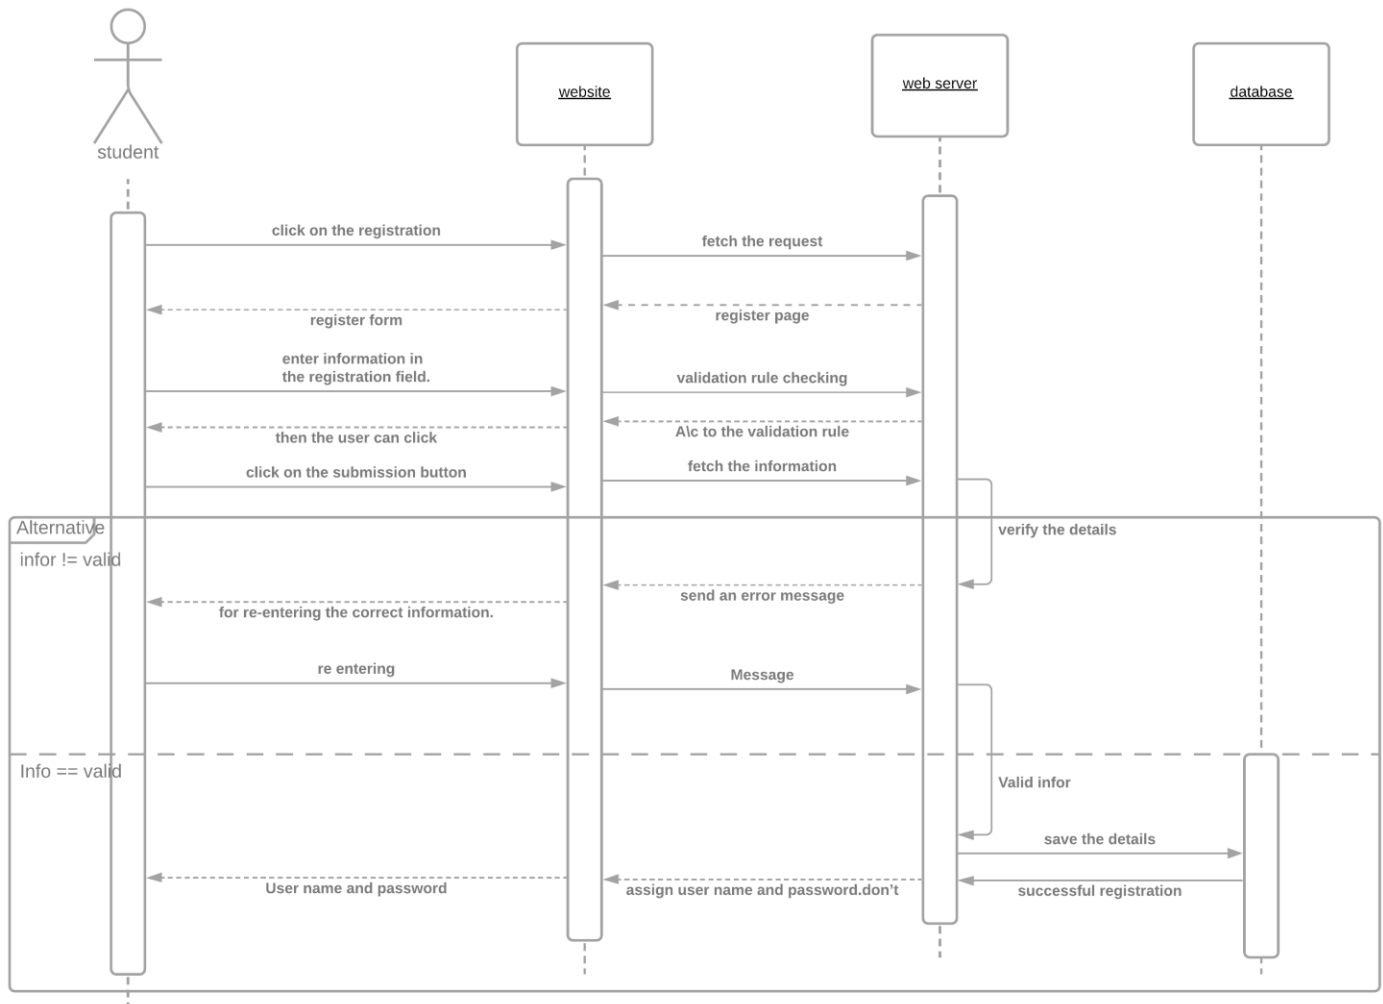 student
website
web server
database
click on the registration
fetch the request
register form
register page
enter information in
the registration field.
validation rule checking
then the user can click
A\c to the validation rule
click on the submission button
fetch the information
Alternative
infor != valid
verify the details
send an error message
for re-entering the correct information.
re entering
Message
Info == valid
Valid infor
save the details
User name and password
assign user name and password.don't
successful registration